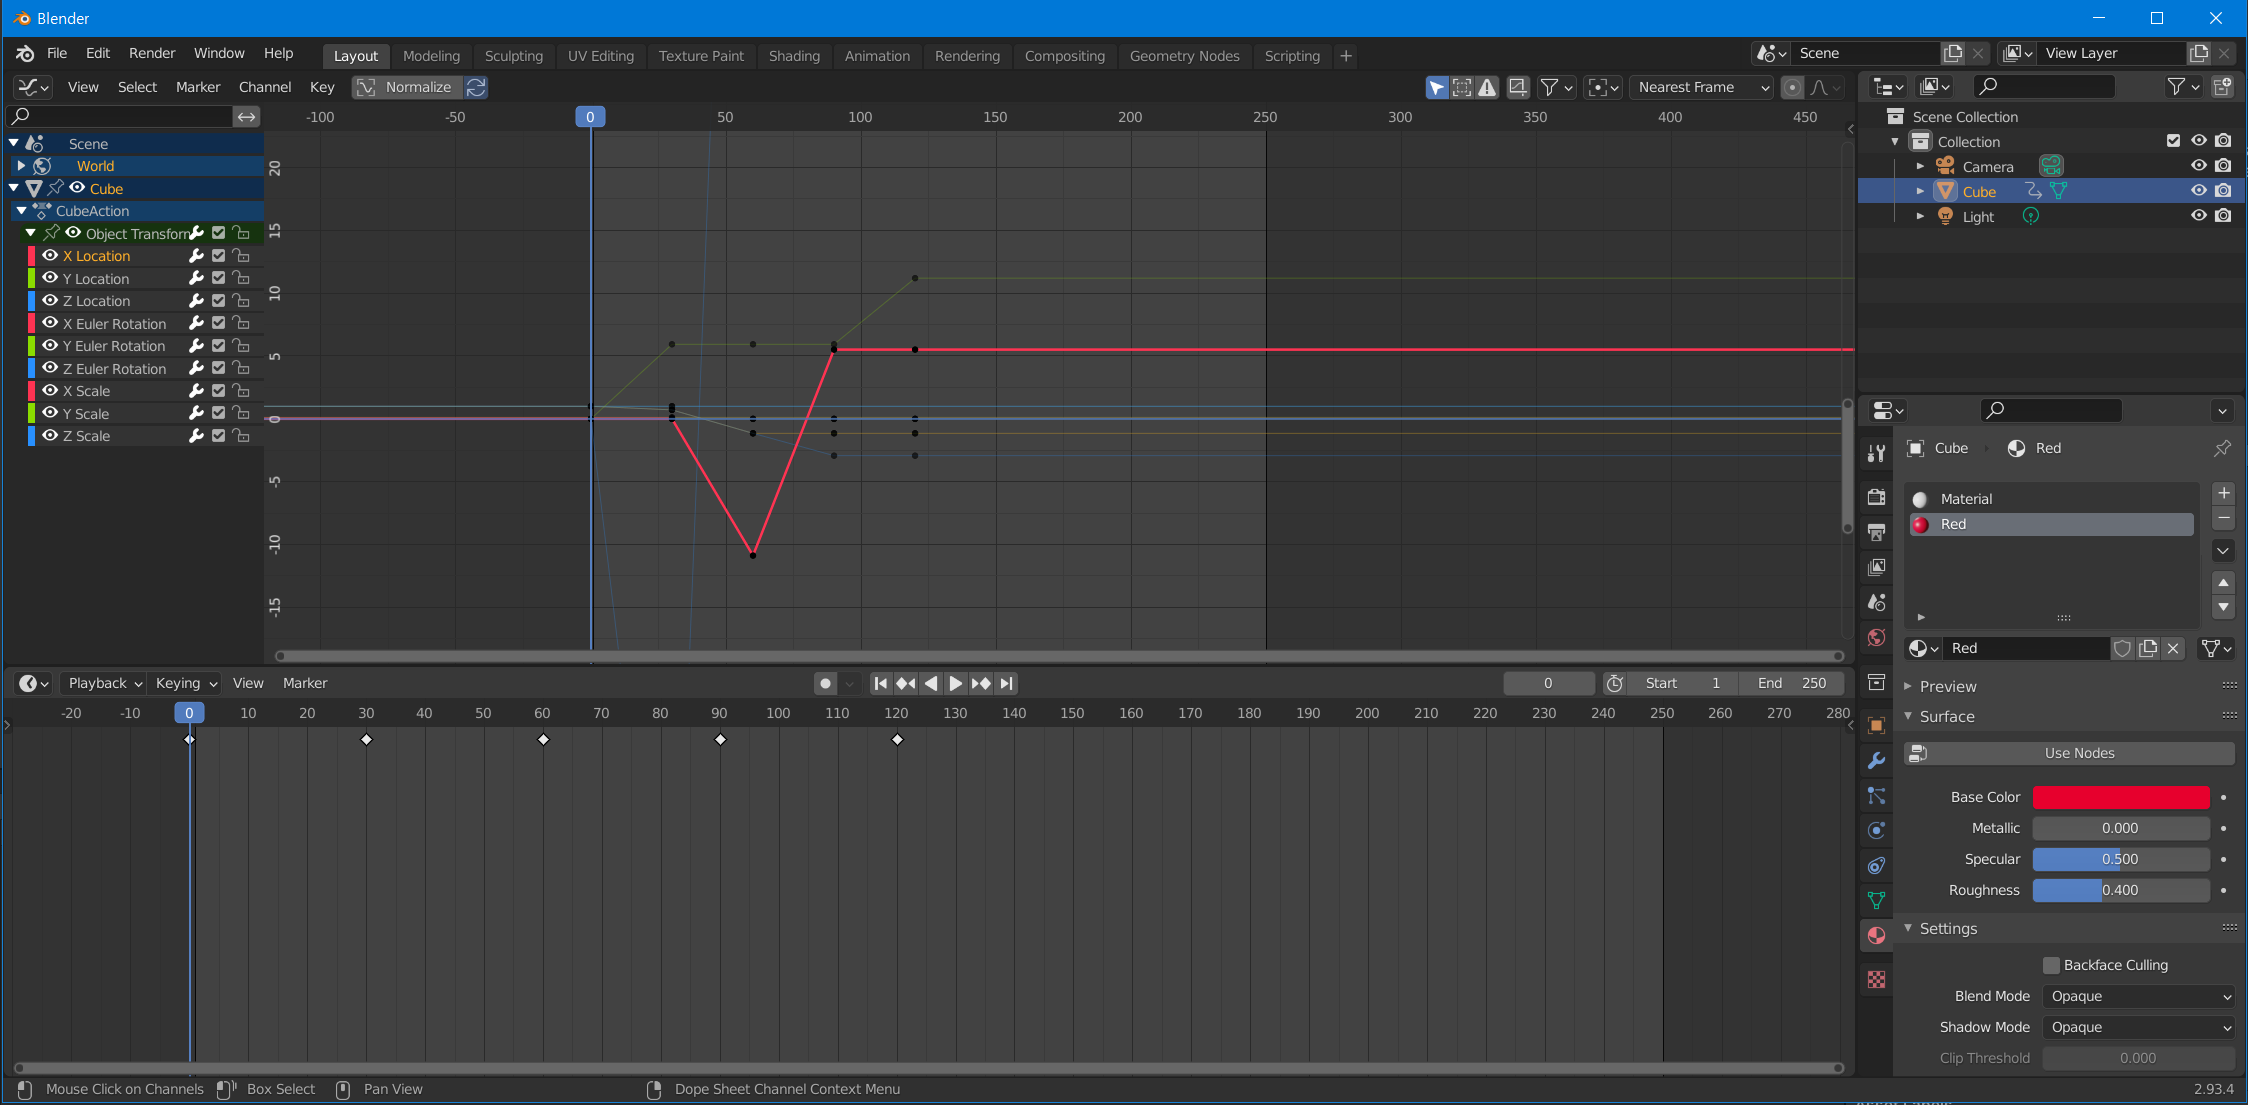 Blender
File Edit Render Window Help Layout Modeling Sculpting UV Editing Texture Paint Shading Animation Rendering Compositing Geometry Nodes Scripting + Scene View Layer
View Select Marker Channel Key Normalize Nearest Frame
-100 -50 0 50 100 150 200 250 300 350 400 450
Scene
World
Cube
CubeAction
Object Transform
X Location
Y Location
Z Location
X Euler Rotation
Y Euler Rotation
Z Euler Rotation
X Scale
Y Scale
Z Scale
20
15
10
5
0
-5
-10
-15
Scene Collection
Collection
Camera
Cube
Light
Cube Red
Material
Red
Red
Preview
Surface
Use Nodes
Base Color
Metallic 0.000
Specular 0.500
Roughness 0.400
Settings
Backface Culling
Blend Mode Opaque
Shadow Mode Opaque
Clip Threshold 0.000
Playback Keying View Marker 0 Start 1 End 250
-20 -10 0 10 20 30 40 50 60 70 80 90 100 110 120 130 140 150 160 170 180 190 200 210 220 230 240 250 260 270 280
Mouse Click on Channels Box Select Pan View Dope Sheet Channel Context Menu 2.93.4